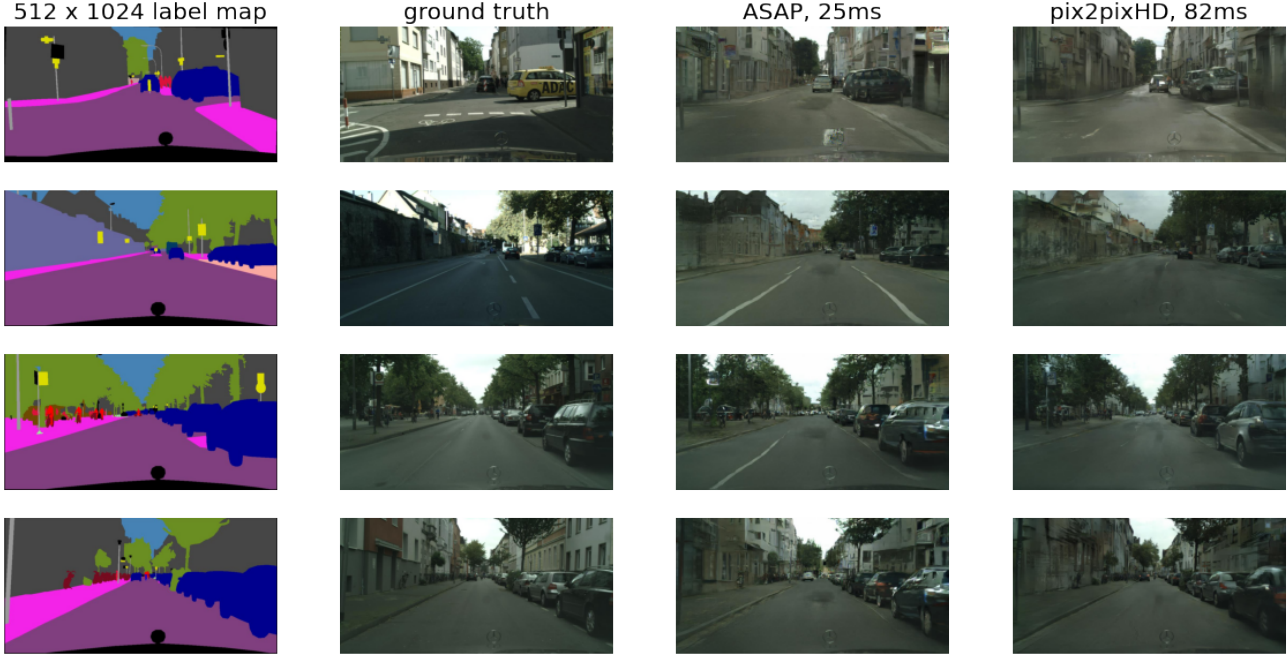 512 x 1024 label map
ground truth
ASAP, 25ms
pix2pixHD, 82ms
ADAC